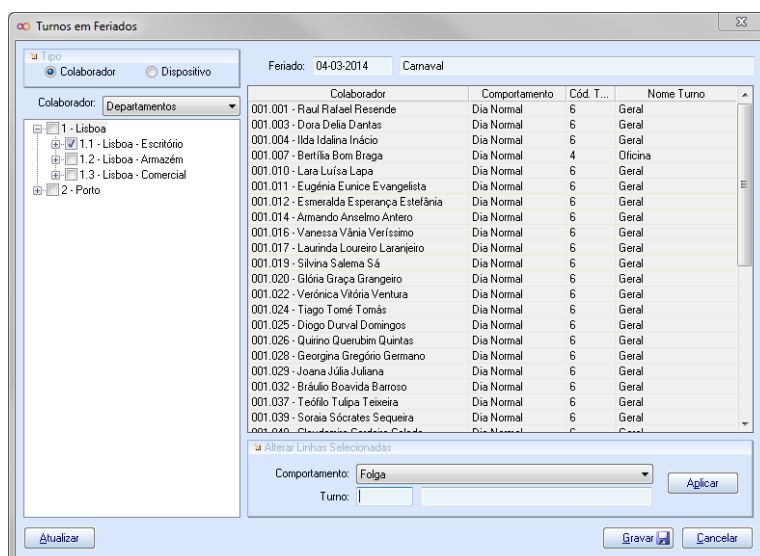 Turnos em Feriados
Tipo
Colaborador Dispositivo
Colaborador: Departamentos
1 - Lisboa
1.1 - Lisboa - Escritório
1.2 - Lisboa - Armazém
1.3 - Lisboa - Comercial
2 - Porto
Feriado: 04-03-2014 Carnaval
Colaborador Comportamento Cód. T... Nome Turno
001.001 - Raul Rafael Resende Dia Normal 6 Geral
001.003 - Dora Delia Dantas Dia Normal 6 Geral
001.004 - Ilda Idalina Inácio Dia Normal 6 Geral
001.007 - Bertília Bom Braga Dia Normal 4 Oficina
001.010 - Lara Luísa Lapa Dia Normal 6 Geral
001.011 - Eugénia Eunice Evangelista Dia Normal 6 Geral
001.012 - Esmeralda Esperança Estefânia Dia Normal 6 Geral
001.014 - Armando Anselmo Antero Dia Normal 6 Geral
001.016 - Vanessa Vânia Veríssimo Dia Normal 6 Geral
001.017 - Laurinda Loureiro Laranjeiro Dia Normal 6 Geral
001.019 - Silvina Salema Sá Dia Normal 6 Geral
001.020 - Glória Graça Grangeiro Dia Normal 6 Geral
001.022 - Verónica Vitória Ventura Dia Normal 6 Geral
001.024 - Tiago Tomé Tomás Dia Normal 6 Geral
001.025 - Diogo Durval Domingos Dia Normal 6 Geral
001.026 - Quirino Querubim Quintas Dia Normal 6 Geral
001.028 - Georgina Gregório Germano Dia Normal 6 Geral
001.029 - Joana Júlia Juliana Dia Normal 6 Geral
001.032 - Bráulio Boavida Barroso Dia Normal 6 Geral
001.037 - Teófilo Tulipa Teixeira Dia Normal 6 Geral
001.039 - Soraia Sócrates Sequeira Dia Normal 6 Geral
Alterar Linhas Selecionadas
Comportamento: Folga
Turno:
Aplicar
Atualizar
Gravar
Cancelar